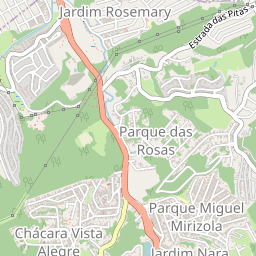 Jardim Rosemary
Estrada das Pitas
Parque das
Rosas
Parque Miguel
Mirizola
Chácara Vista
Alegre
Jardim Nara